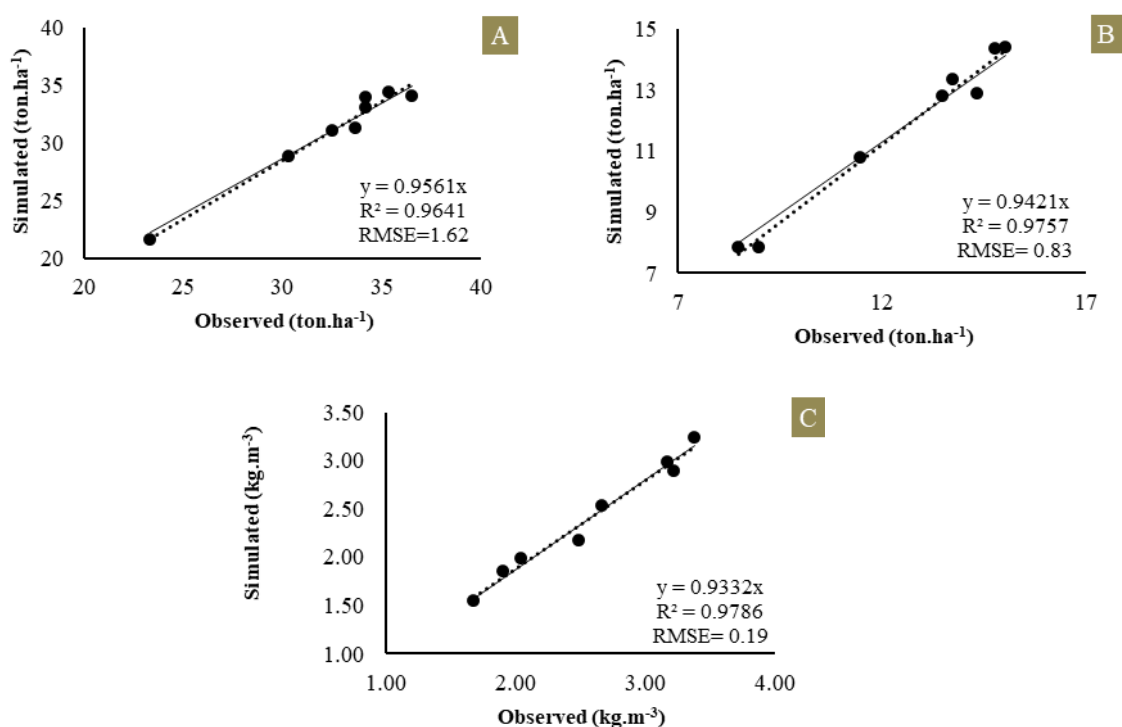 A
Simulated (ton.ha⁻¹)
40
35
30
25
20
y = 0.9561x
R² = 0.9641
RMSE=1.62
20 25 30 35 40
Observed (ton.ha⁻¹)
B
Simulated (ton.ha⁻¹)
15
13
11
9
7
y = 0.9421x
R² = 0.9757
RMSE= 0.83
7 12 17
Observed (ton.ha⁻¹)
C
Simulated (kg.m⁻³)
3.50
3.00
2.50
2.00
1.50
1.00
y = 0.9332x
R² = 0.9786
RMSE= 0.19
1.00 2.00 3.00 4.00
Observed (kg.m⁻³)